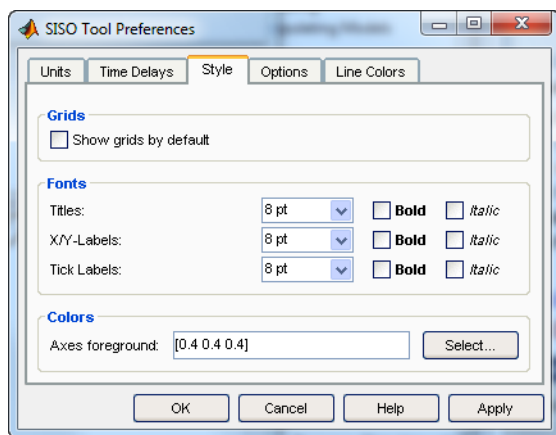 SISO Tool Preferences
Units Time Delays Style Options Line Colors
Grids
Show grids by default
Fonts
Titles: 8 pt Bold Italic
X/Y-Labels: 8 pt Bold Italic
Tick Labels: 8 pt Bold Italic
Colors
Axes foreground: [0.4 0.4 0.4] Select...
OK Cancel Help Apply